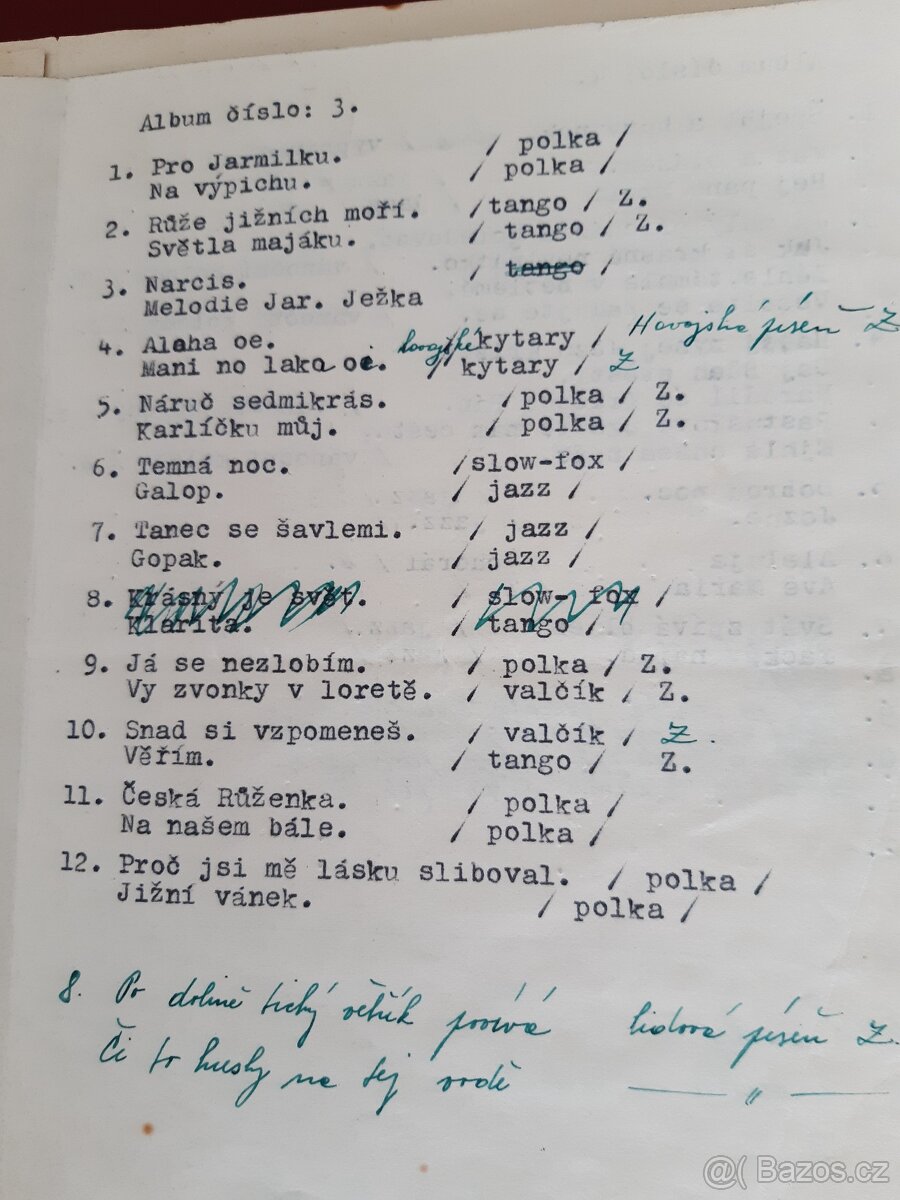 Album číslo: 3.
1. Pro Jarmilku. / polka /
Na výpichu. / polka /
2. Růže jižních moří. / tango / Z.
Světla majáku. / tango / Z.
3. Narcis. / tango /
Melodie Jar. Ježka
4. Aloha oe. havajské / kytary / Havajská píseň Z
Mani no lako oe. / kytary / Z
5. Náruč sedmikrás. / polka / Z.
Karlíčku můj. / polka / Z.
6. Temná noc. / slow-fox /
Galop. / jazz /
7. Tanec se šavlemi. / jazz /
Gopak. / jazz /
8. Krásný je svět. / slow- fox /
Klarita. / tango /
9. Já se nezlobím. / polka / Z.
Vy zvonky v loretě. / valčík / Z.
10. Snad si vzpomeneš. / valčík / Z.
Věřím. / tango / Z.
11. Česká Růženka. / polka /
Na našem bále. / polka /
12. Proč jsi mě lásku sliboval. / polka /
Jižní vánek. / polka /
8. Po dolině tichý větřík pověvá lidová píseň Z.
Či to husky na tej vodě — „ —
@( Bazos.cz